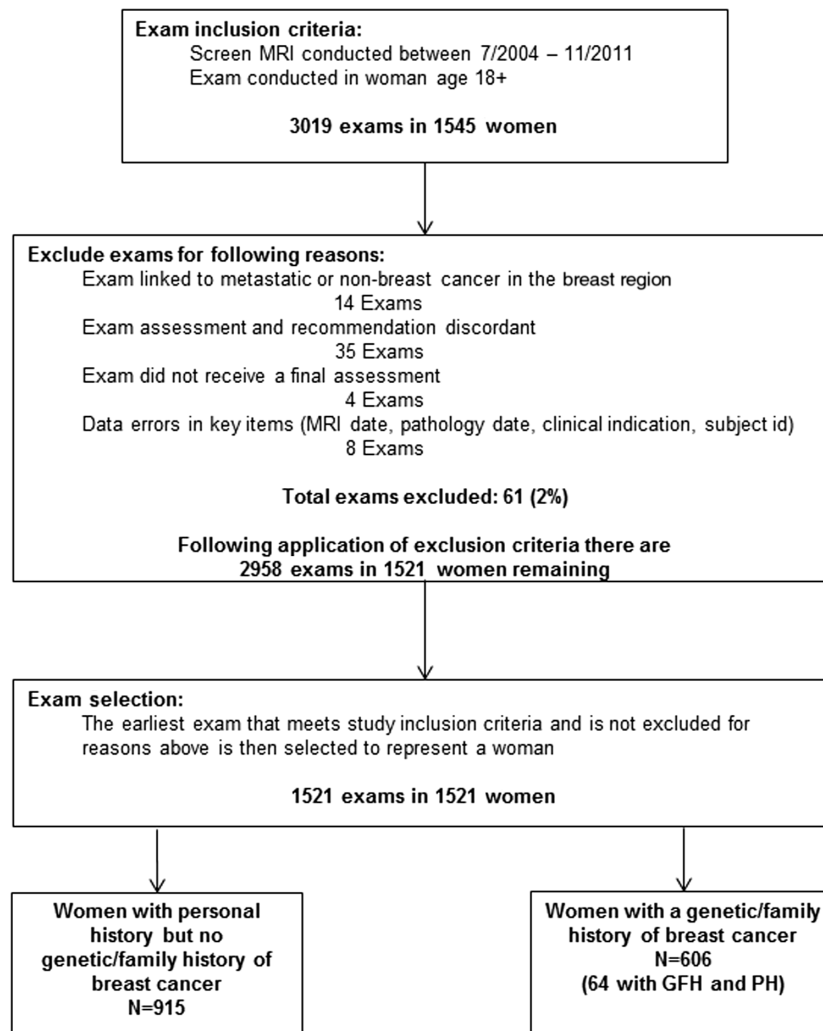 Exam inclusion criteria:
Screen MRI conducted between 7/2004 – 11/2011
Exam conducted in woman age 18+
3019 exams in 1545 women
Exclude exams for following reasons:
Exam linked to metastatic or non-breast cancer in the breast region
14 Exams
Exam assessment and recommendation discordant
35 Exams
Exam did not receive a final assessment
4 Exams
Data errors in key items (MRI date, pathology date, clinical indication, subject id)
8 Exams
Total exams excluded: 61 (2%)
Following application of exclusion criteria there are
2958 exams in 1521 women remaining
Exam selection:
The earliest exam that meets study inclusion criteria and is not excluded for
reasons above is then selected to represent a woman
1521 exams in 1521 women
Women with personal
history but no
genetic/family history of
breast cancer
N=915
Women with a genetic/family
history of breast cancer
N=606
(64 with GFH and PH)